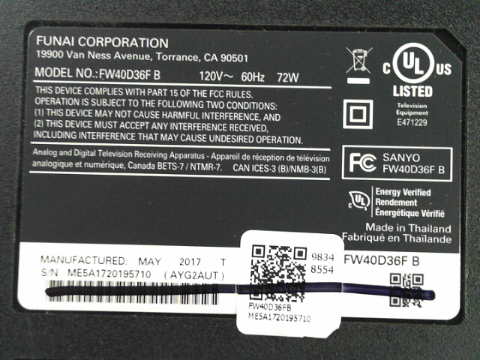 FUNAI CORPORATION
19900 Van Ness Avenue, Torrance, CA 90501
MODEL NO.: FW40D36F B 120V~ 60Hz 72W
THIS DEVICE COMPLIES WITH PART 15 OF THE FCC RULES.
OPERATION IS SUBJECT TO THE FOLLOWING TWO CONDITIONS:
(1) THIS DEVICE MAY NOT CAUSE HARMFUL INTERFERENCE, AND
(2) THIS DEVICE MUST ACCEPT ANY INTERFERENCE RECEIVED,
INCLUDING INTERFERENCE THAT MAY CAUSE UNDESIRED OPERATION.
Analog and Digital Television Receiving Apparatus - Appareil de réception de télévision
analogique et numérique, Canada BETS-7 / NTMR-7. CAN ICES-3 (B)/NMB-3(B)
C UL US
LISTED
Television
Equipment
E471229
FC SANYO
FW40D36F B
UL
Energy Verified
Rendement
Énergétique Vérifié
Made in Thailand
Fabriqué en Thaïlande
MANUFACTURED: MAY 2017 T
S/N ME5A1720195710 (AYG2AUT)
9834
8554
FW40D36FB
ME5A1720195710
FW40D36F B